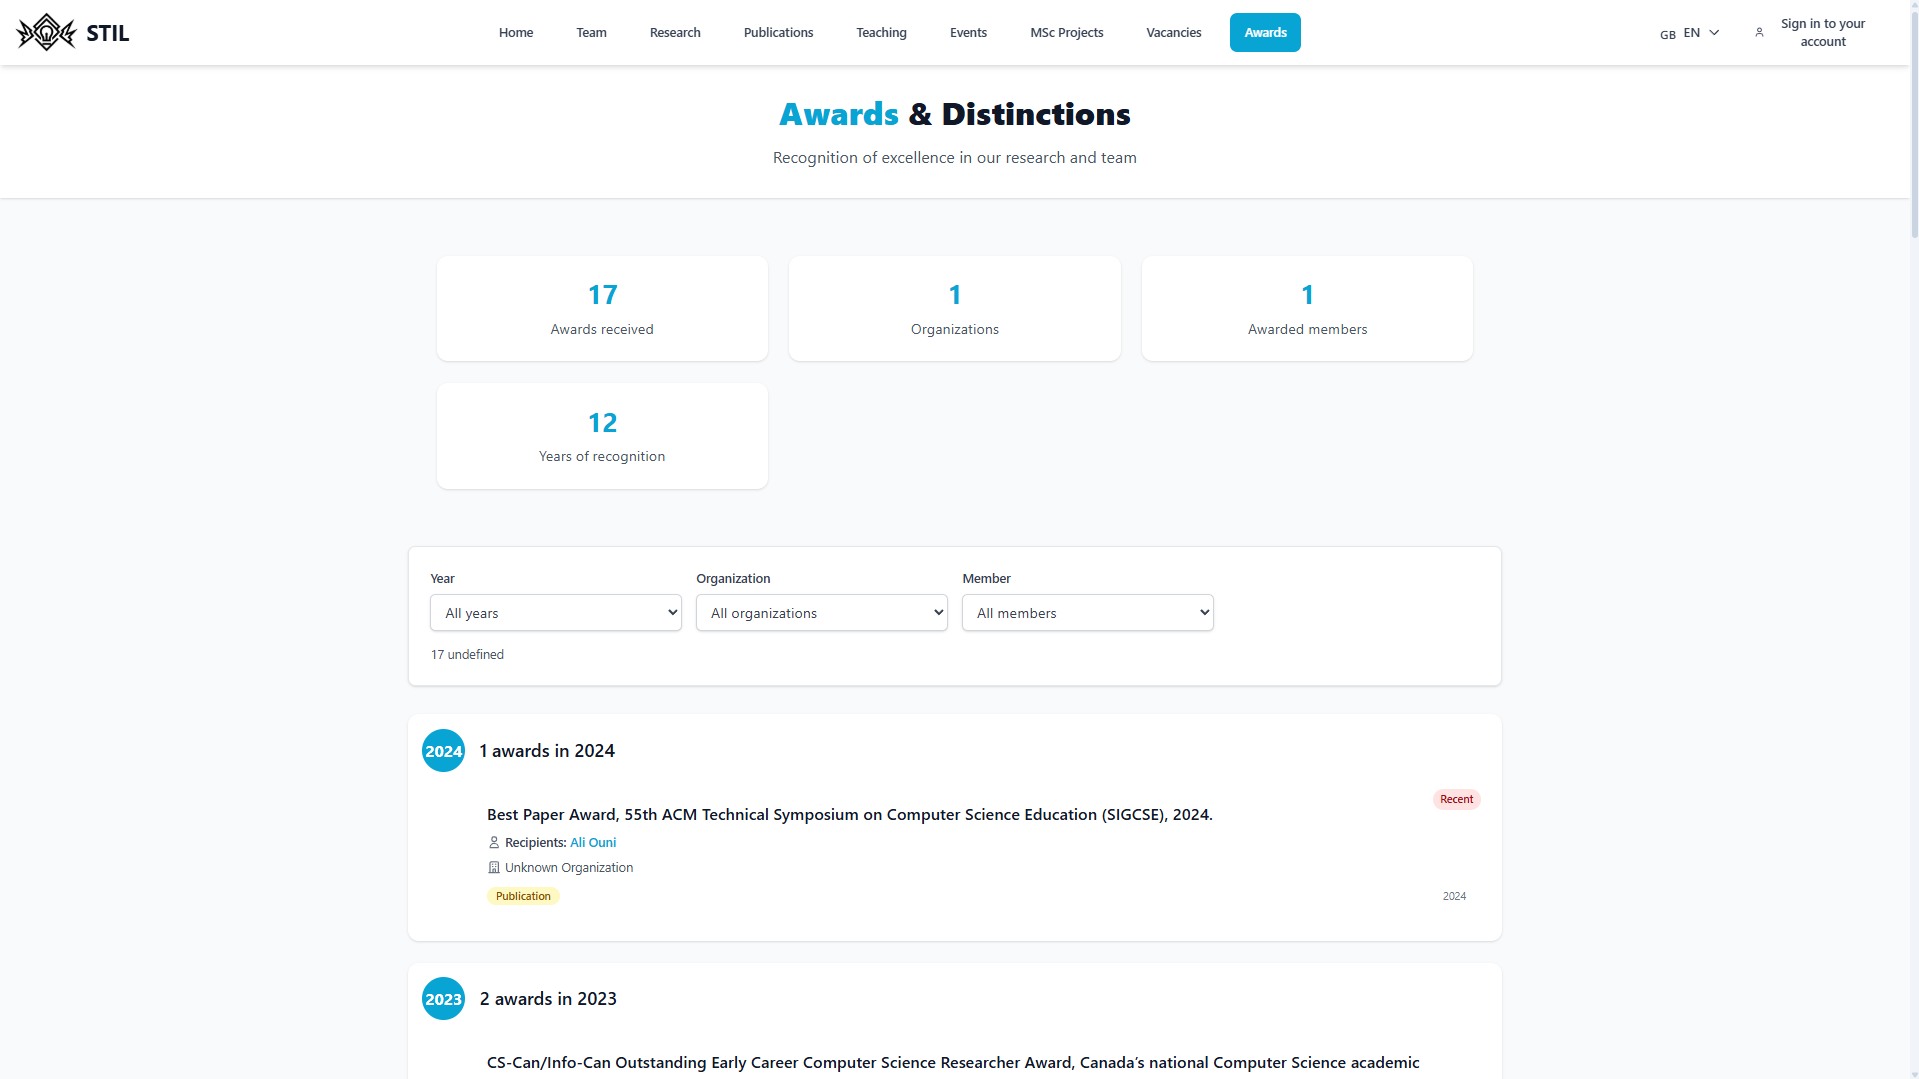 STIL
Home Team Research Publications Teaching Events MSc Projects Vacancies Awards
GB EN
Sign in to your
account
Awards & Distinctions
Recognition of excellence in our research and team
17
Awards received
1
Organizations
1
Awarded members
12
Years of recognition
Year
All years
Organization
All organizations
Member
All members
17 undefined
2024 1 awards in 2024
Recent
Best Paper Award, 55th ACM Technical Symposium on Computer Science Education (SIGCSE), 2024.
Recipients: Ali Ouni
Unknown Organization
Publication
2024
2023 2 awards in 2023
CS-Can/Info-Can Outstanding Early Career Computer Science Researcher Award, Canada's national Computer Science academic